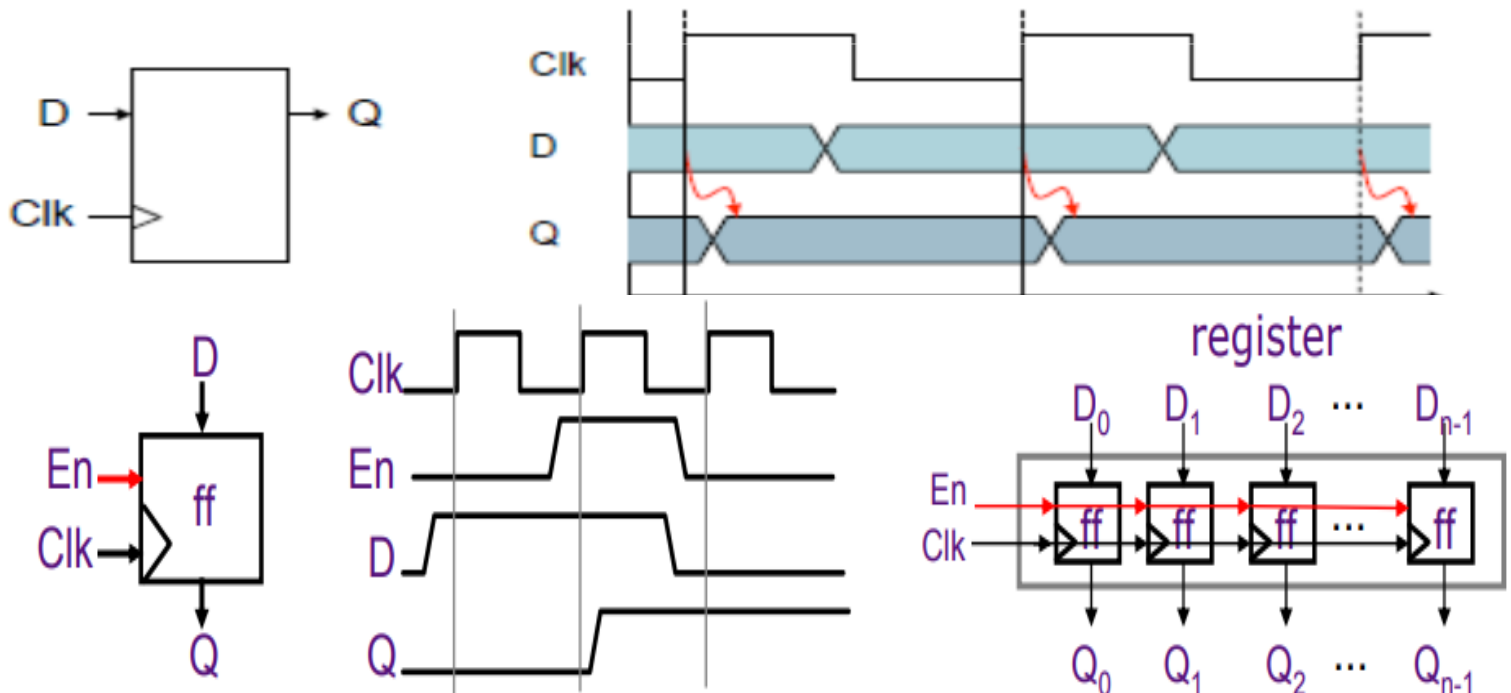 D
Q
Clk
Clk
D
Q
D
En
ff
Clk
Q
Clk
En
D
Q
register
D0 D1 D2 ... Dn-1
En
Clk
ff ff ff ... ff
Q0 Q1 Q2 ... Qn-1